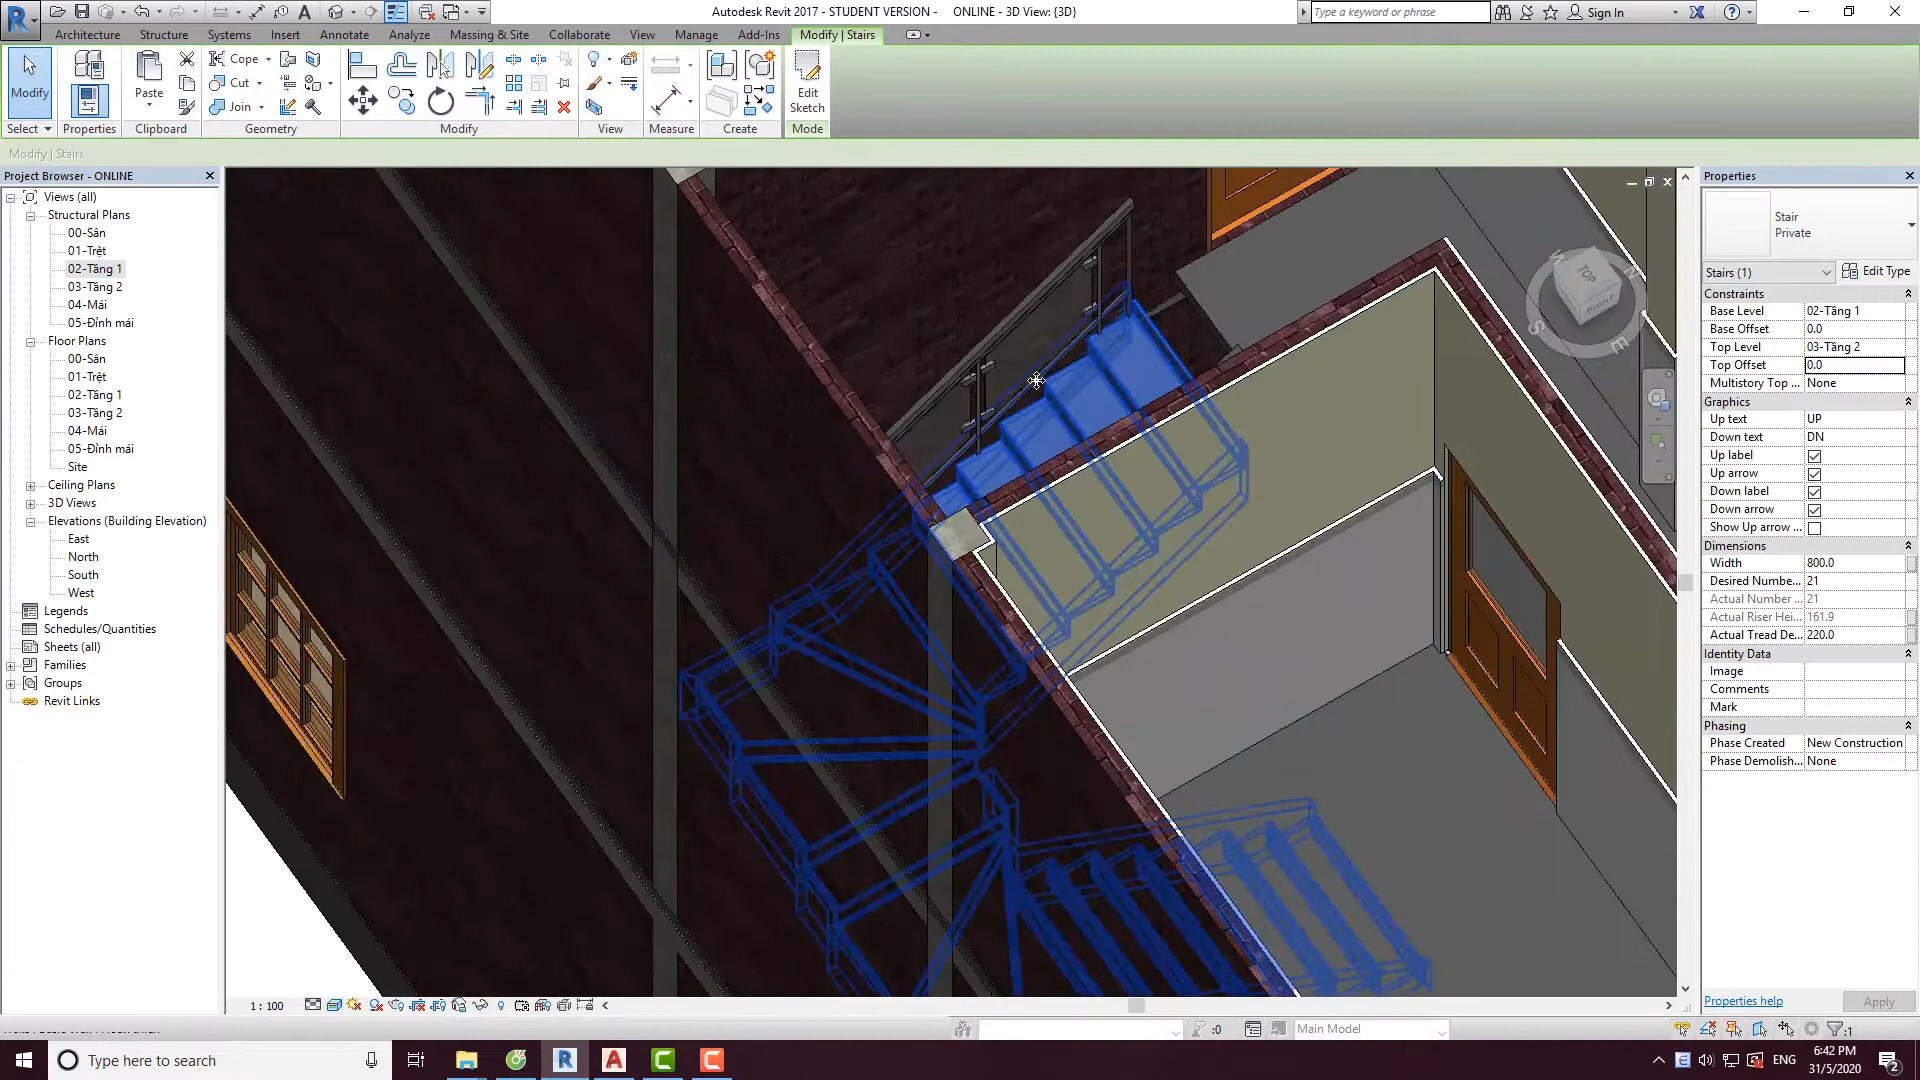 Autodesk Revit 2017 - STUDENT VERSION -     ONLINE - 3D View: {3D}
Type a keyword or phrase
Sign In
Architecture
Structure
Systems
Insert
Annotate
Analyze
Massing & Site
Collaborate
View
Manage
Add-Ins
Modify | Stairs
Modify
Paste
Cope
Cut
Join
Edit
Sketch
Select
Properties
Clipboard
Geometry
Modify
View
Measure
Create
Mode
Modify | Stairs
Project Browser - ONLINE
Views (all)
Structural Plans
00-Sân
01-Trệt
02-Tầng 1
03-Tầng 2
04-Mái
05-Đỉnh mái
Floor Plans
00-Sân
01-Trệt
02-Tầng 1
03-Tầng 2
04-Mái
05-Đỉnh mái
Site
Ceiling Plans
3D Views
Elevations (Building Elevation)
East
North
South
West
Legends
Schedules/Quantities
Sheets (all)
Families
Groups
Revit Links
TOP
W
N
S
E
Properties
Stair
Private
Stairs (1)
Edit Type
Constraints
Base Level 02-Tầng 1
Base Offset 0.0
Top Level 03-Tầng 2
Top Offset 0.0
Multistory Top ... None
Graphics
Up text UP
Down text DN
Up label
Up arrow
Down label
Down arrow
Show Up arrow ...
Dimensions
Width 800.0
Desired Numbe... 21
Actual Number ... 21
Actual Riser Hei... 161.9
Actual Tread De... 220.0
Identity Data
Image
Comments
Mark
Phasing
Phase Created New Construction
Phase Demolish... None
Properties help
Apply
1 : 100
:0
Main Model
:1
Type here to search
ENG
6:42 PM
31/5/2020
2